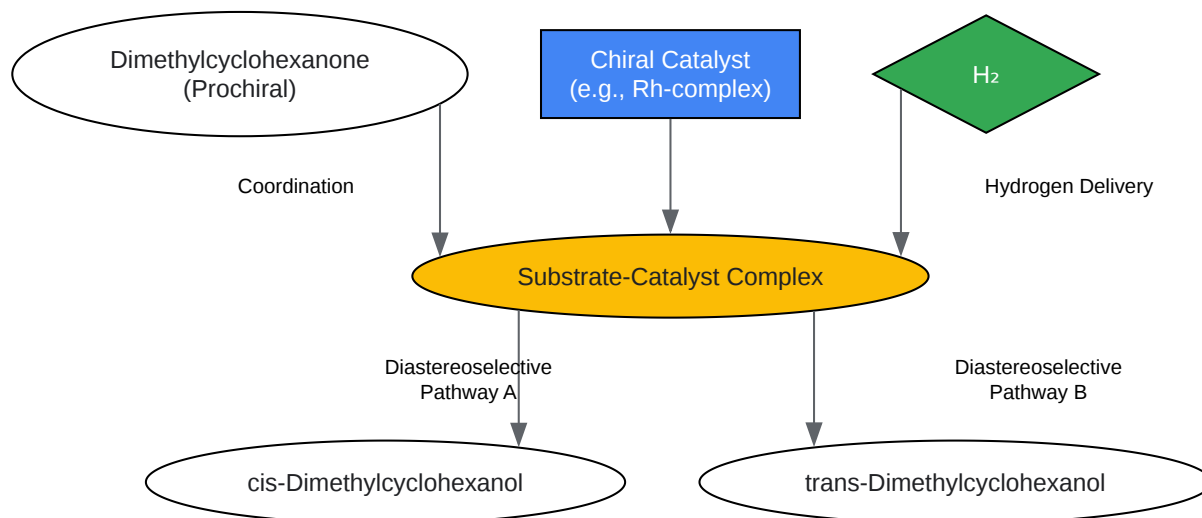 Dimethylcyclohexanone
(Prochiral)
Chiral Catalyst
(e.g., Rh-complex)
H₂
Coordination
Hydrogen Delivery
Substrate-Catalyst Complex
Diastereoselective
Pathway A
Diastereoselective
Pathway B
cis-Dimethylcyclohexanol
trans-Dimethylcyclohexanol